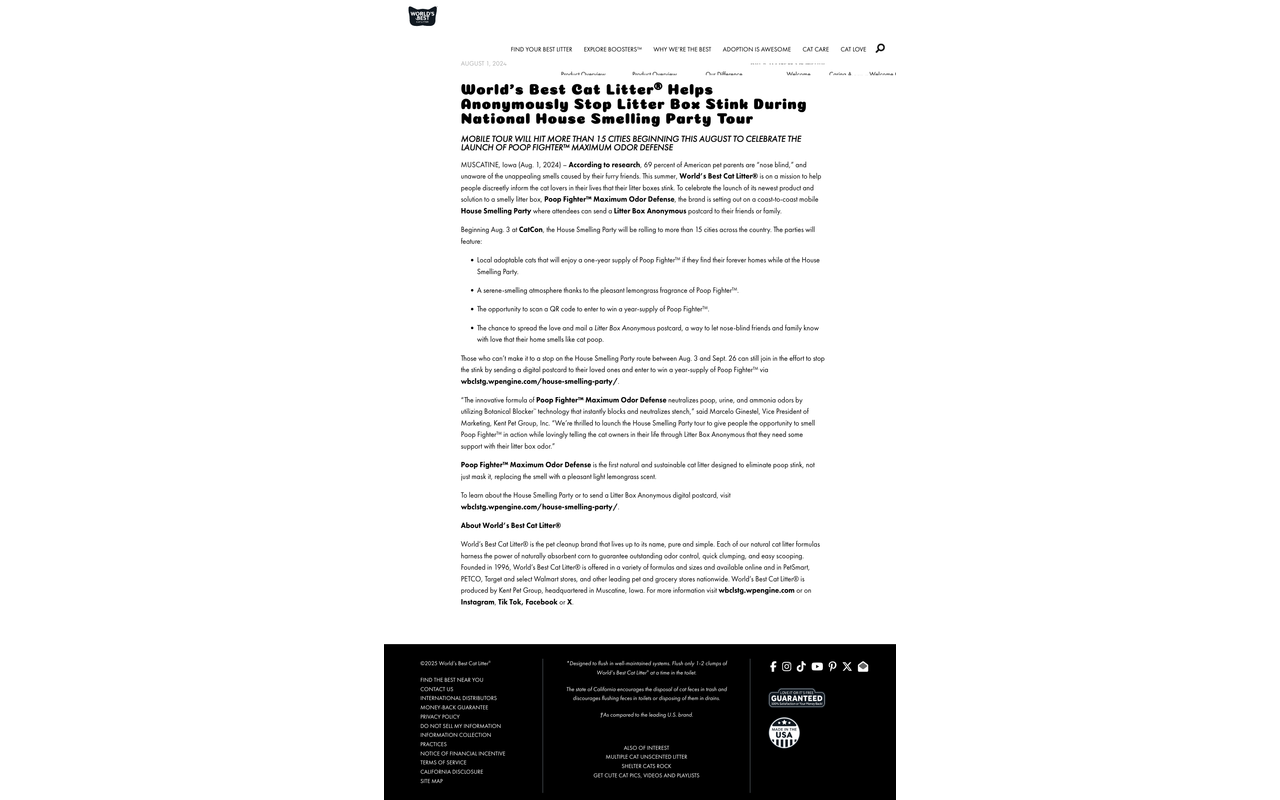 WORLD'S
BEST
FIND YOUR BEST LITTER EXPLORE BOOSTERS™ WHY WE'RE THE BEST ADOPTION IS AWESOME CAT CARE CAT LOVE
AUGUST 1, 2024
Product Overview Product Overview Our Difference Welcome Caring A Welcome
World's Best Cat Litter® Helps
Anonymously Stop Litter Box Stink During
National House Smelling Party Tour
MOBILE TOUR WILL HIT MORE THAN 15 CITIES BEGINNING THIS AUGUST TO CELEBRATE THE
LAUNCH OF POOP FIGHTER™ MAXIMUM ODOR DEFENSE
MUSCATINE, Iowa (Aug. 1, 2024) – According to research, 69 percent of American pet parents are “nose blind,” and
unaware of the unappealing smells caused by their furry friends. This summer, World's Best Cat Litter® is on a mission to help
people discreetly inform the cat lovers in their lives that their litter boxes stink. To celebrate the launch of its newest product and
solution to a smelly litter box, Poop Fighter™ Maximum Odor Defense, the brand is setting out on a coast-to-coast mobile
House Smelling Party where attendees can send a Litter Box Anonymous postcard to their friends or family.
Beginning Aug. 3 at CatCon, the House Smelling Party will be rolling to more than 15 cities across the country. The parties will
feature:
• Local adoptable cats that will enjoy a one-year supply of Poop Fighter™ if they find their forever homes while at the House
Smelling Party.
• A serene-smelling atmosphere thanks to the pleasant lemongrass fragrance of Poop Fighter™.
• The opportunity to scan a QR code to enter to win a year-supply of Poop Fighter™.
• The chance to spread the love and mail a Litter Box Anonymous postcard, a way to let nose-blind friends and family know
with love that their home smells like cat poop.
Those who can't make it to a stop on the House Smelling Party route between Aug. 3 and Sept. 26 can still join in the effort to stop
the stink by sending a digital postcard to their loved ones and enter to win a year-supply of Poop Fighter™ via
wbclstg.wpengine.com/house-smelling-party/.
“The innovative formula of Poop Fighter™ Maximum Odor Defense neutralizes poop, urine, and ammonia odors by
utilizing Botanical Blocker™ technology that instantly blocks and neutralizes stench,” said Marcelo Ginestel, Vice President of
Marketing, Kent Pet Group, Inc. “We're thrilled to launch the House Smelling Party tour to give people the opportunity to smell
Poop Fighter™ in action while lovingly telling the cat owners in their life through Litter Box Anonymous that they need some
support with their litter box odor.”
Poop Fighter™ Maximum Odor Defense is the first natural and sustainable cat litter designed to eliminate poop stink, not
just mask it, replacing the smell with a pleasant light lemongrass scent.
To learn about the House Smelling Party or to send a Litter Box Anonymous digital postcard, visit
wbclstg.wpengine.com/house-smelling-party/.
About World's Best Cat Litter®
World's Best Cat Litter® is the pet cleanup brand that lives up to its name, pure and simple. Each of our natural cat litter formulas
harness the power of naturally absorbent corn to guarantee outstanding odor control, quick clumping, and easy scooping.
Founded in 1996, World's Best Cat Litter® is offered in a variety of formulas and sizes and available online and in PetSmart,
PETCO, Target and select Walmart stores, and other leading pet and grocery stores nationwide. World's Best Cat Litter® is
produced by Kent Pet Group, headquartered in Muscatine, Iowa. For more information visit wbclstg.wpengine.com or on
Instagram, Tik Tok, Facebook or X.
©2025 World's Best Cat Litter®
FIND THE BEST NEAR YOU
CONTACT US
INTERNATIONAL DISTRIBUTORS
MONEY-BACK GUARANTEE
PRIVACY POLICY
DO NOT SELL MY INFORMATION
INFORMATION COLLECTION
PRACTICES
NOTICE OF FINANCIAL INCENTIVE
TERMS OF SERVICE
CALIFORNIA DISCLOSURE
SITE MAP
*Designed to flush in well-maintained systems. Flush only 1-2 clumps of
World's Best Cat Litter® at a time in the toilet.
The state of California encourages the disposal of cat feces in trash and
discourages flushing feces in toilets or disposing of them in drains.
†As compared to the leading U.S. brand.
ALSO OF INTEREST
MULTIPLE CAT UNSCENTED LITTER
SHELTER CATS ROCK
GET CUTE CAT PICS, VIDEOS AND PLAYLISTS
LOVE IT OR IT'S FREE
GUARANTEED
100% Satisfaction or Your Money Back
MADE IN THE
USA